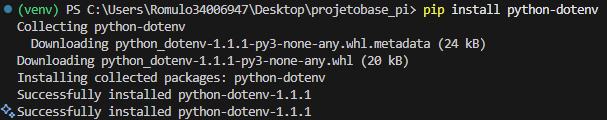 (venv) PS C:\Users\Romulo34006947\Desktop\projetobase_pi> pip install python-dotenv
Collecting python-dotenv
  Downloading python_dotenv-1.1.1-py3-none-any.whl.metadata (24 kB)
Downloading python_dotenv-1.1.1-py3-none-any.whl (20 kB)
Installing collected packages: python-dotenv
Successfully installed python-dotenv-1.1.1
Successfully installed python-dotenv-1.1.1